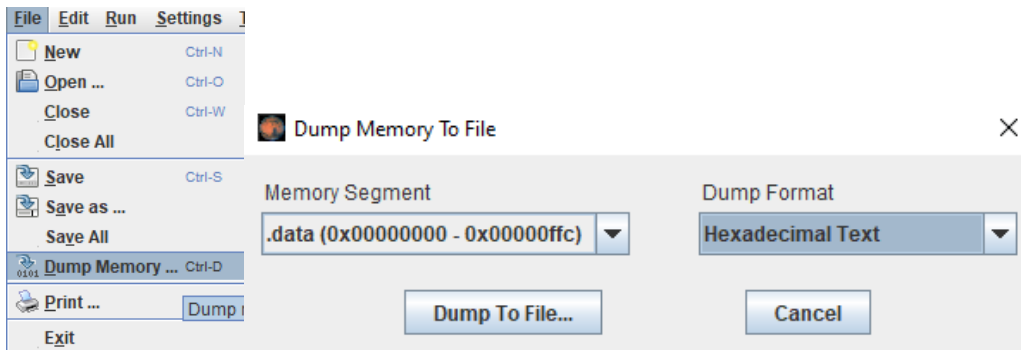 File Edit Run Settings
New Ctrl-N
Open ... Ctrl-O
Close Ctrl-W
Close All
Save Ctrl-S
Save as ...
Save All
0101 Dump Memory ... Ctrl-D
Print ... Dump
Exit
Dump Memory To File
Memory Segment Dump Format
.data (0x00000000 - 0x00000ffc) Hexadecimal Text
Dump To File... Cancel